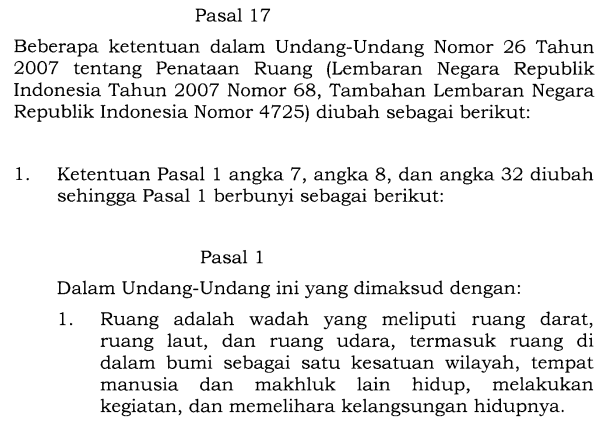 Pasal 17
Beberapa ketentuan dalam Undang-Undang Nomor 26 Tahun
2007 tentang Penataan Ruang (Lembaran Negara Republik
Indonesia Tahun 2007 Nomor 68, Tambahan Lembaran Negara
Republik Indonesia Nomor 4725) diubah sebagai berikut:
1. Ketentuan Pasal 1 angka 7, angka 8, dan angka 32 diubah
sehingga Pasal 1 berbunyi sebagai berikut:
Pasal 1
Dalam Undang-Undang ini yang dimaksud dengan:
1. Ruang adalah wadah yang meliputi ruang darat,
ruang laut, dan ruang udara, termasuk ruang di
dalam bumi sebagai satu kesatuan wilayah, tempat
manusia dan makhluk lain hidup, melakukan
kegiatan, dan memelihara kelangsungan hidupnya.